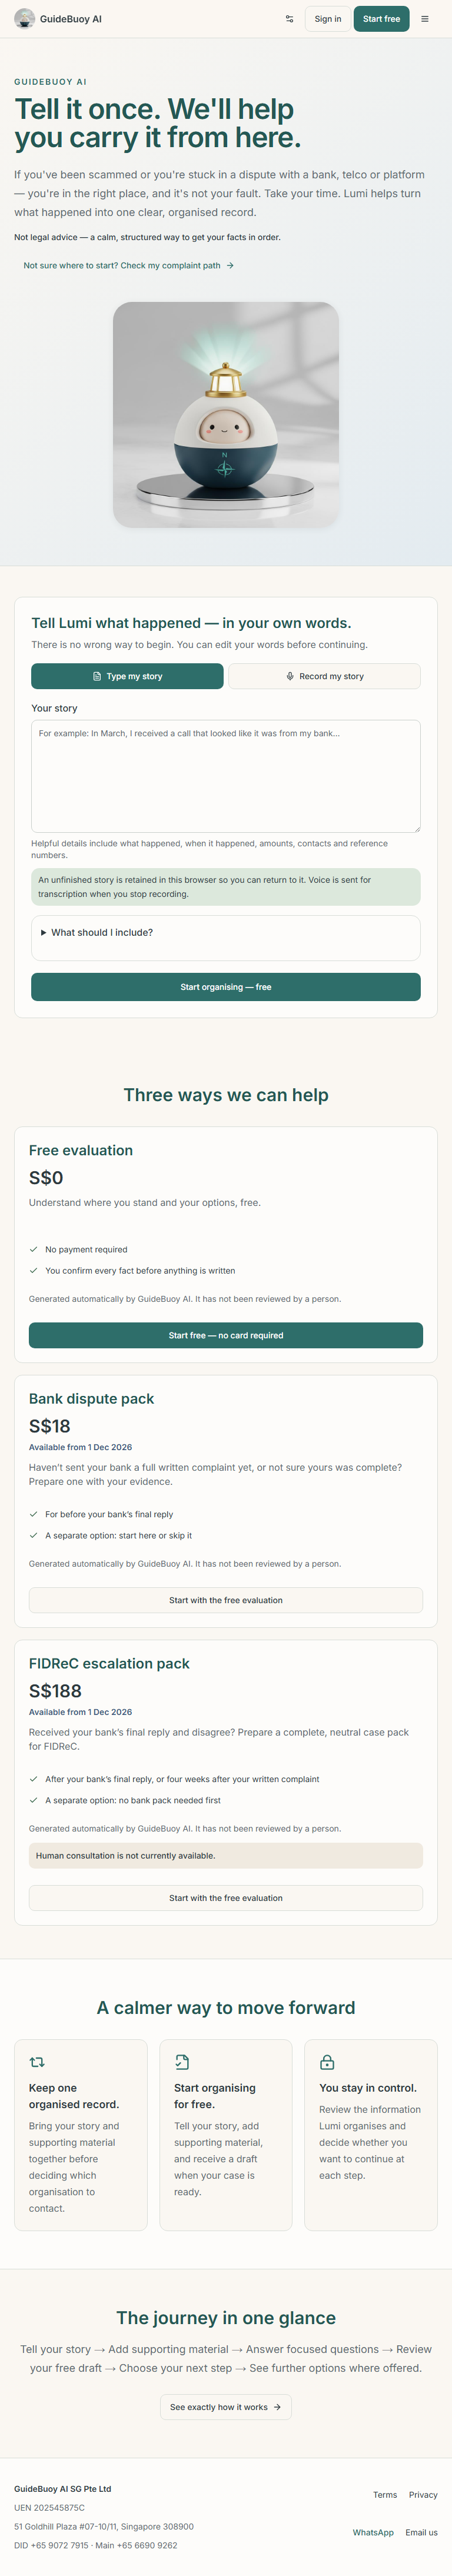 GuideBuoy AI
Sign in
Start free
GUIDEBUOY AI
Tell it once. We'll help
you carry it from here.
If you've been scammed or you're stuck in a dispute with a bank, telco or platform
— you're in the right place, and it's not your fault. Take your time. Lumi helps turn
what happened into one clear, organised record.
Not legal advice — a calm, structured way to get your facts in order.
Not sure where to start? Check my complaint path →
N
Tell Lumi what happened — in your own words.
There is no wrong way to begin. You can edit your words before continuing.
Type my story
Record my story
Your story
For example: In March, I received a call that looked like it was from my bank...
Helpful details include what happened, when it happened, amounts, contacts and reference
numbers.
An unfinished story is retained in this browser so you can return to it. Voice is sent for
transcription when you stop recording.
What should I include?
Start organising — free
Three ways we can help
Free evaluation
S$0
Understand where you stand and your options, free.
No payment required
You confirm every fact before anything is written
Generated automatically by GuideBuoy AI. It has not been reviewed by a person.
Start free — no card required
Bank dispute pack
S$18
Available from 1 Dec 2026
Haven't sent your bank a full written complaint yet, or not sure yours was complete?
Prepare one with your evidence.
For before your bank's final reply
A separate option: start here or skip it
Generated automatically by GuideBuoy AI. It has not been reviewed by a person.
Start with the free evaluation
FIDReC escalation pack
S$188
Available from 1 Dec 2026
Received your bank's final reply and disagree? Prepare a complete, neutral case pack
for FIDReC.
After your bank's final reply, or four weeks after your written complaint
A separate option: no bank pack needed first
Generated automatically by GuideBuoy AI. It has not been reviewed by a person.
Human consultation is not currently available.
Start with the free evaluation
A calmer way to move forward
Keep one
organised record.
Bring your story and
supporting material
together before
deciding which
organisation to
contact.
Start organising
for free.
Tell your story, add
supporting material,
and receive a draft
when your case is
ready.
You stay in control.
Review the information
Lumi organises and
decide whether you
want to continue at
each step.
The journey in one glance
Tell your story → Add supporting material → Answer focused questions → Review
your free draft → Choose your next step → See further options where offered.
See exactly how it works →
GuideBuoy AI SG Pte Ltd
UEN 202545875C
51 Goldhill Plaza #07-10/11, Singapore 308900
DID +65 9072 7915 · Main +65 6690 9262
Terms
Privacy
WhatsApp
Email us